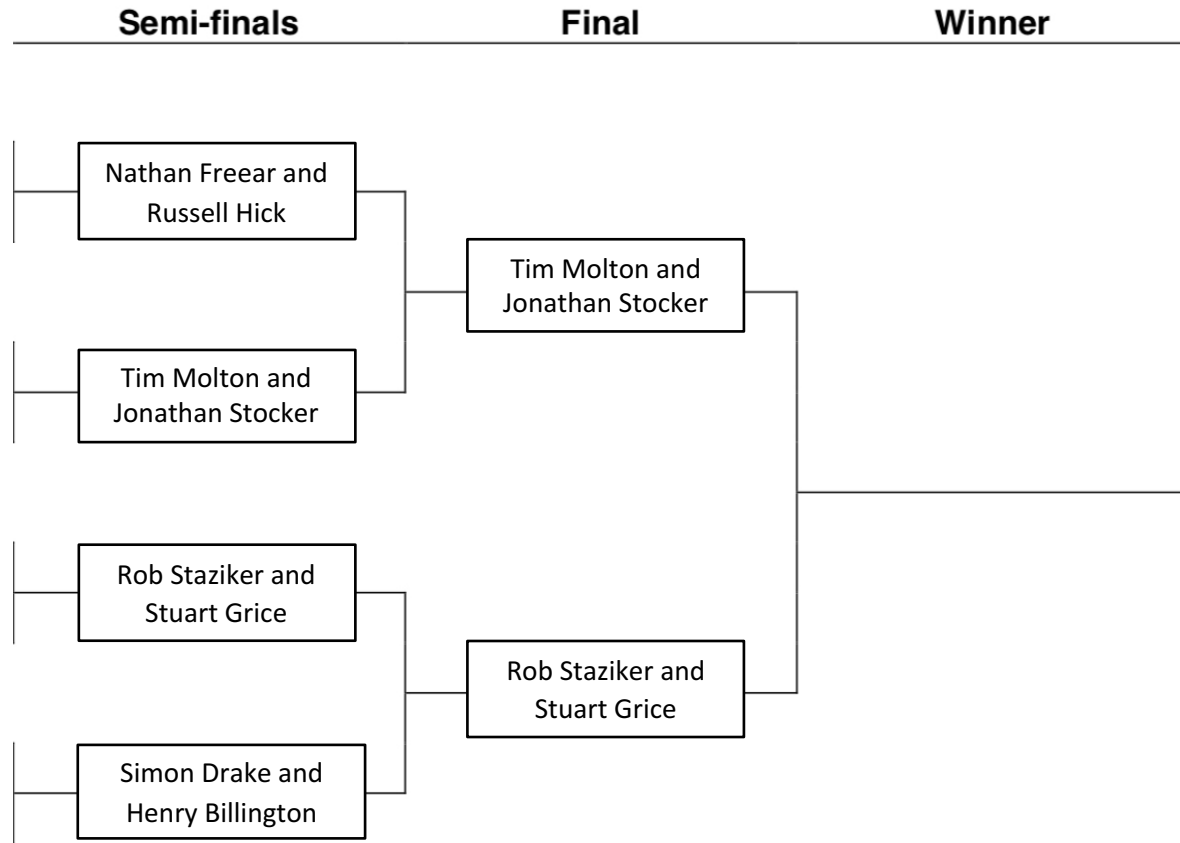 Semi-finals Final Winner
Nathan Freear and
Russell Hick
Tim Molton and
Jonathan Stocker
Tim Molton and
Jonathan Stocker
Rob Staziker and
Stuart Grice
Rob Staziker and
Stuart Grice
Simon Drake and
Henry Billington